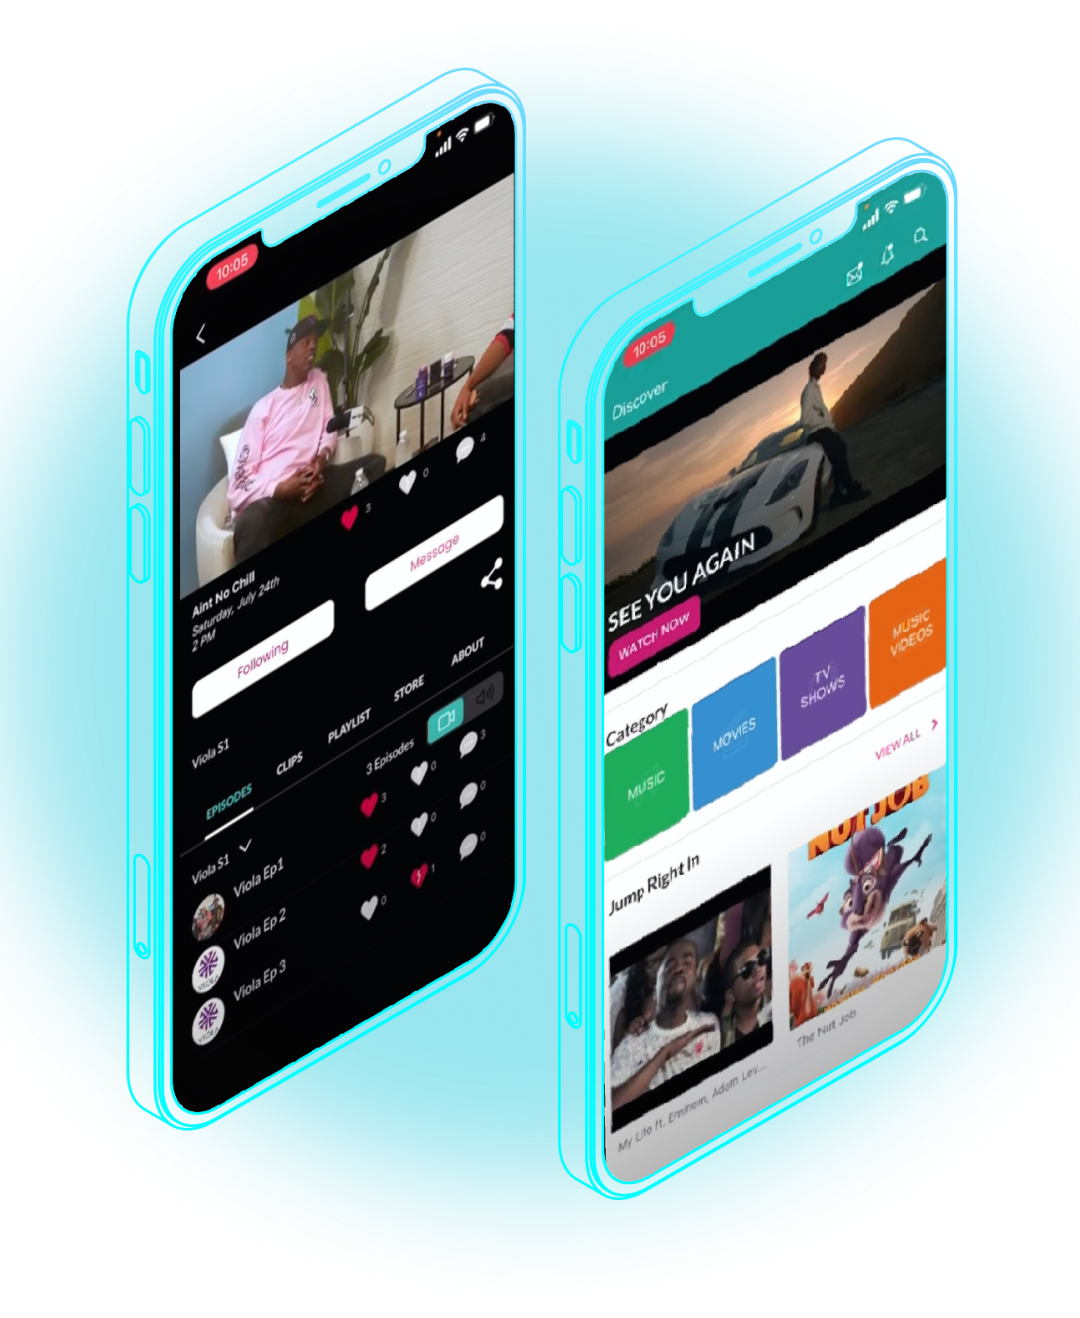 10:05
3
0
4
Aint No Chill
Saturday, July 24th
2 PM
Following
Message
Viola S1
EPISODES
CLIPS
PLAYLIST
STORE
ABOUT
3 Episodes
Viola S1
Viola Ep1
3
0
3
Viola Ep 2
2
0
0
VIOLA
Viola Ep 3
0
1
0
VIOLA
10:05
Discover
SEE YOU AGAIN
WATCH NOW
Category
MUSIC
MOVIES
TV
SHOWS
MUSIC
VIDEOS
VIEW ALL
Jump Right In
NUT JOB
My Life ft. Eminem, Adam Lev...
The Nut Job